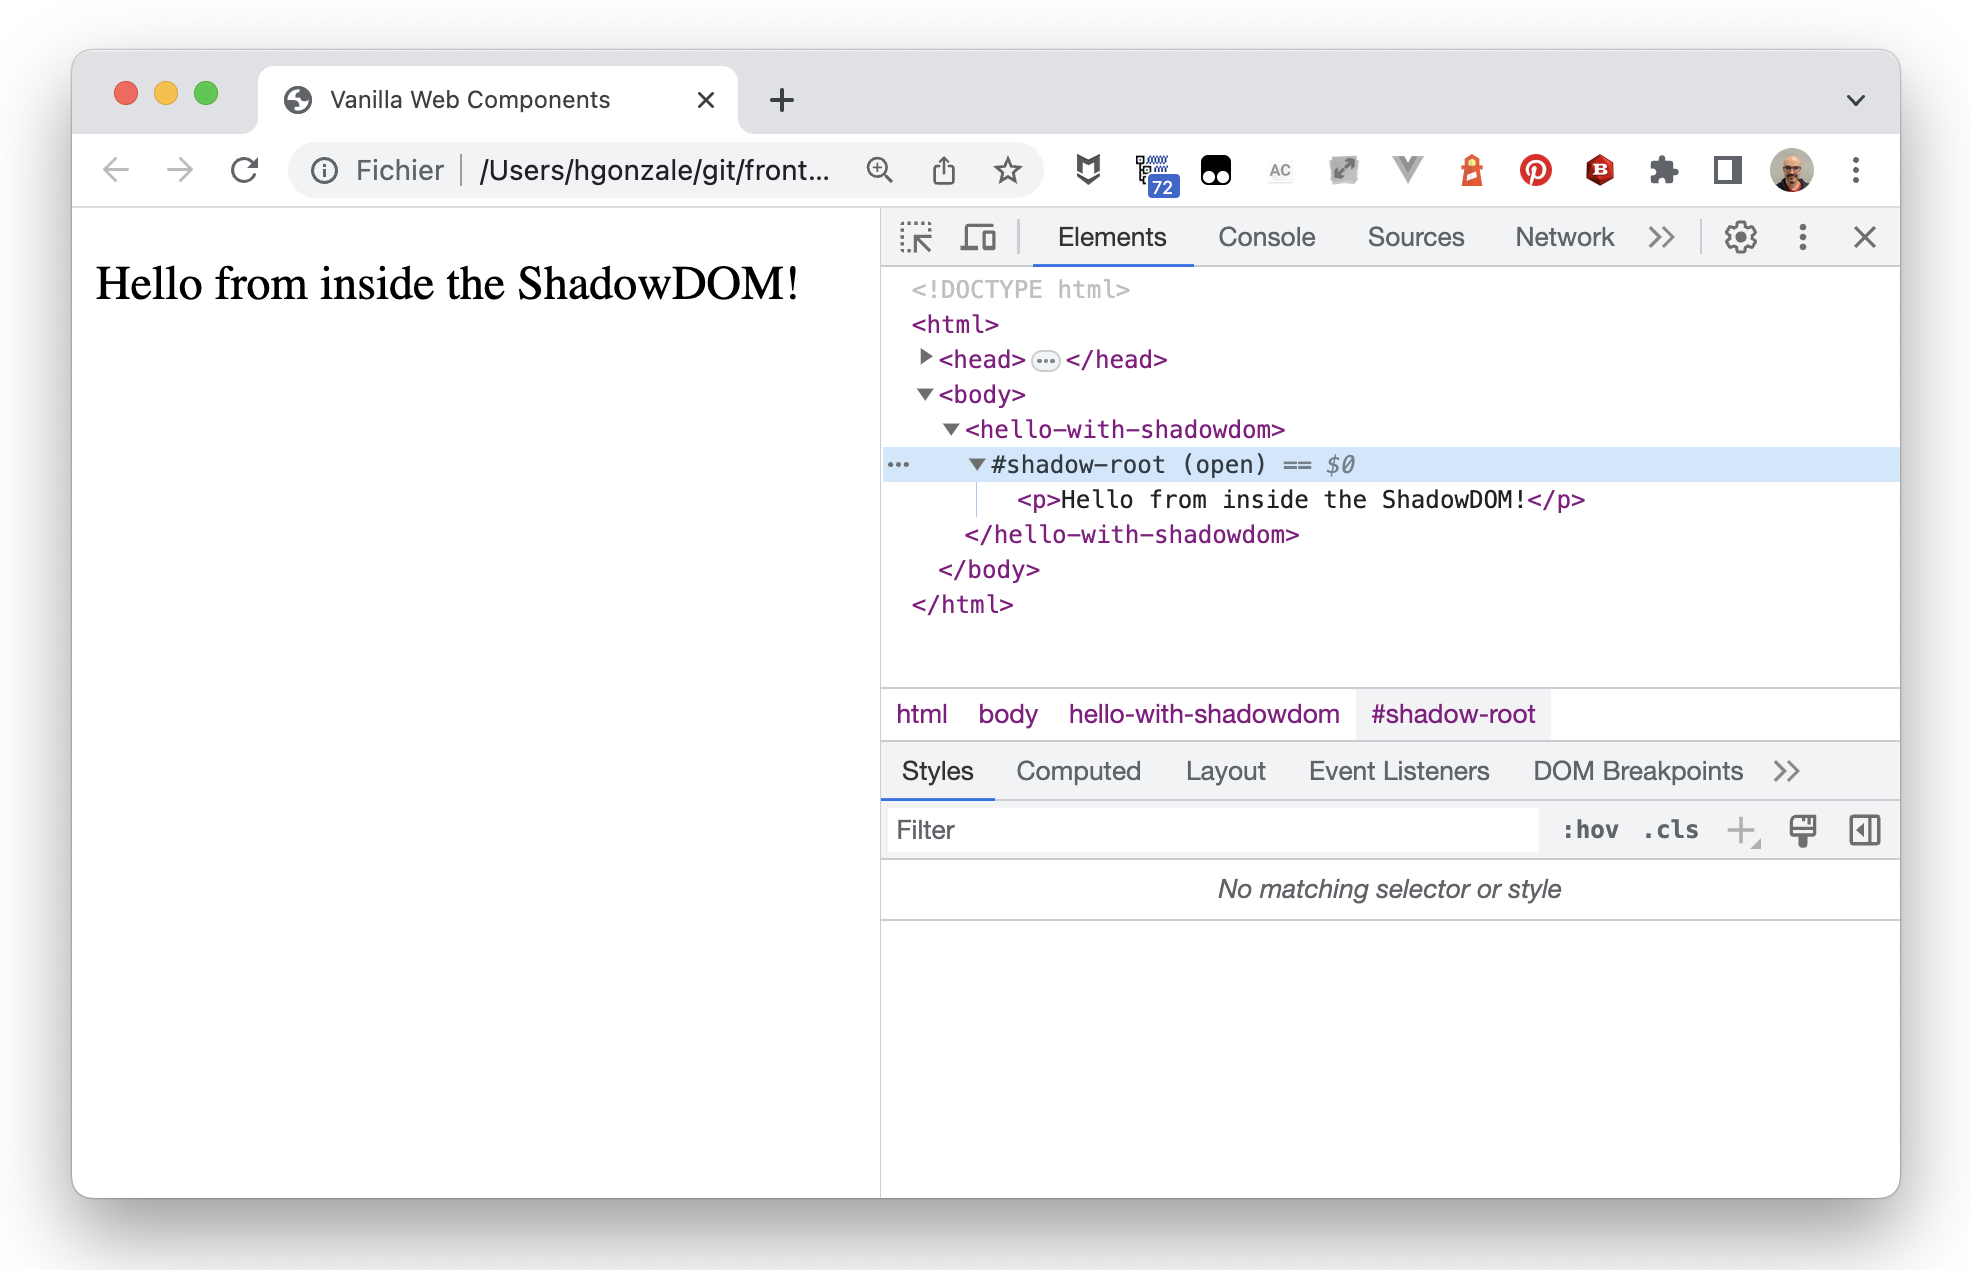 Vanilla Web Components
Fichier /Users/hgonzale/git/front...
72
AC
B
Elements Console Sources Network
<!DOCTYPE html>
<html>
<head> ... </head>
<body>
<hello-with-shadowdom>
... #shadow-root (open) == $0
<p>Hello from inside the ShadowDOM!</p>
</hello-with-shadowdom>
</body>
</html>
html body hello-with-shadowdom #shadow-root
Styles Computed Layout Event Listeners DOM Breakpoints
Filter :hov .cls
No matching selector or style
Hello from inside the ShadowDOM!